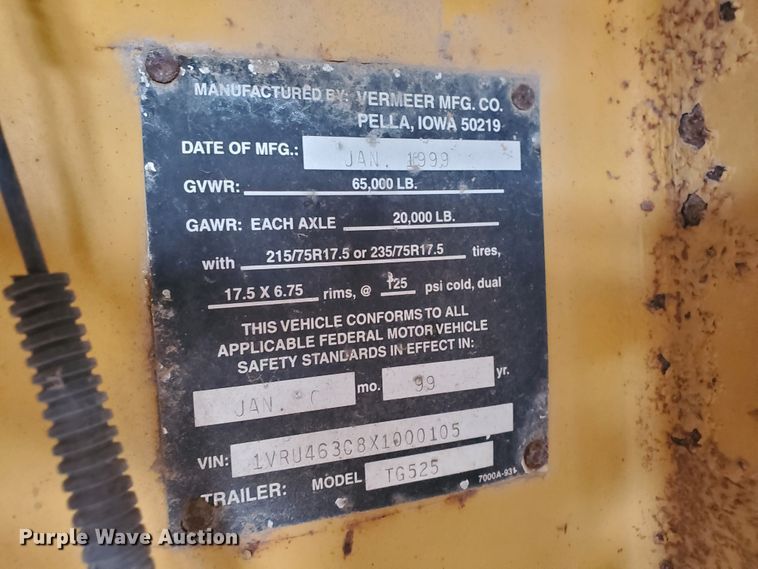 MANUFACTURED BY: VERMEER MFG. CO.
PELLA, IOWA 50219
DATE OF MFG.: JAN. 1999
GVWR: 65,000 LB.
GAWR: EACH AXLE 20,000 LB.
with 215/75R17.5 or 235/75R17.5 tires,
17.5 X 6.75 rims, @ 125 psi cold, dual
THIS VEHICLE CONFORMS TO ALL
APPLICABLE FEDERAL MOTOR VEHICLE
SAFETY STANDARDS IN EFFECT IN:
JAN. mo. 99 yr.
VIN: 1VRU463C8X1000105
TRAILER: MODEL TG525
Purple Wave Auction